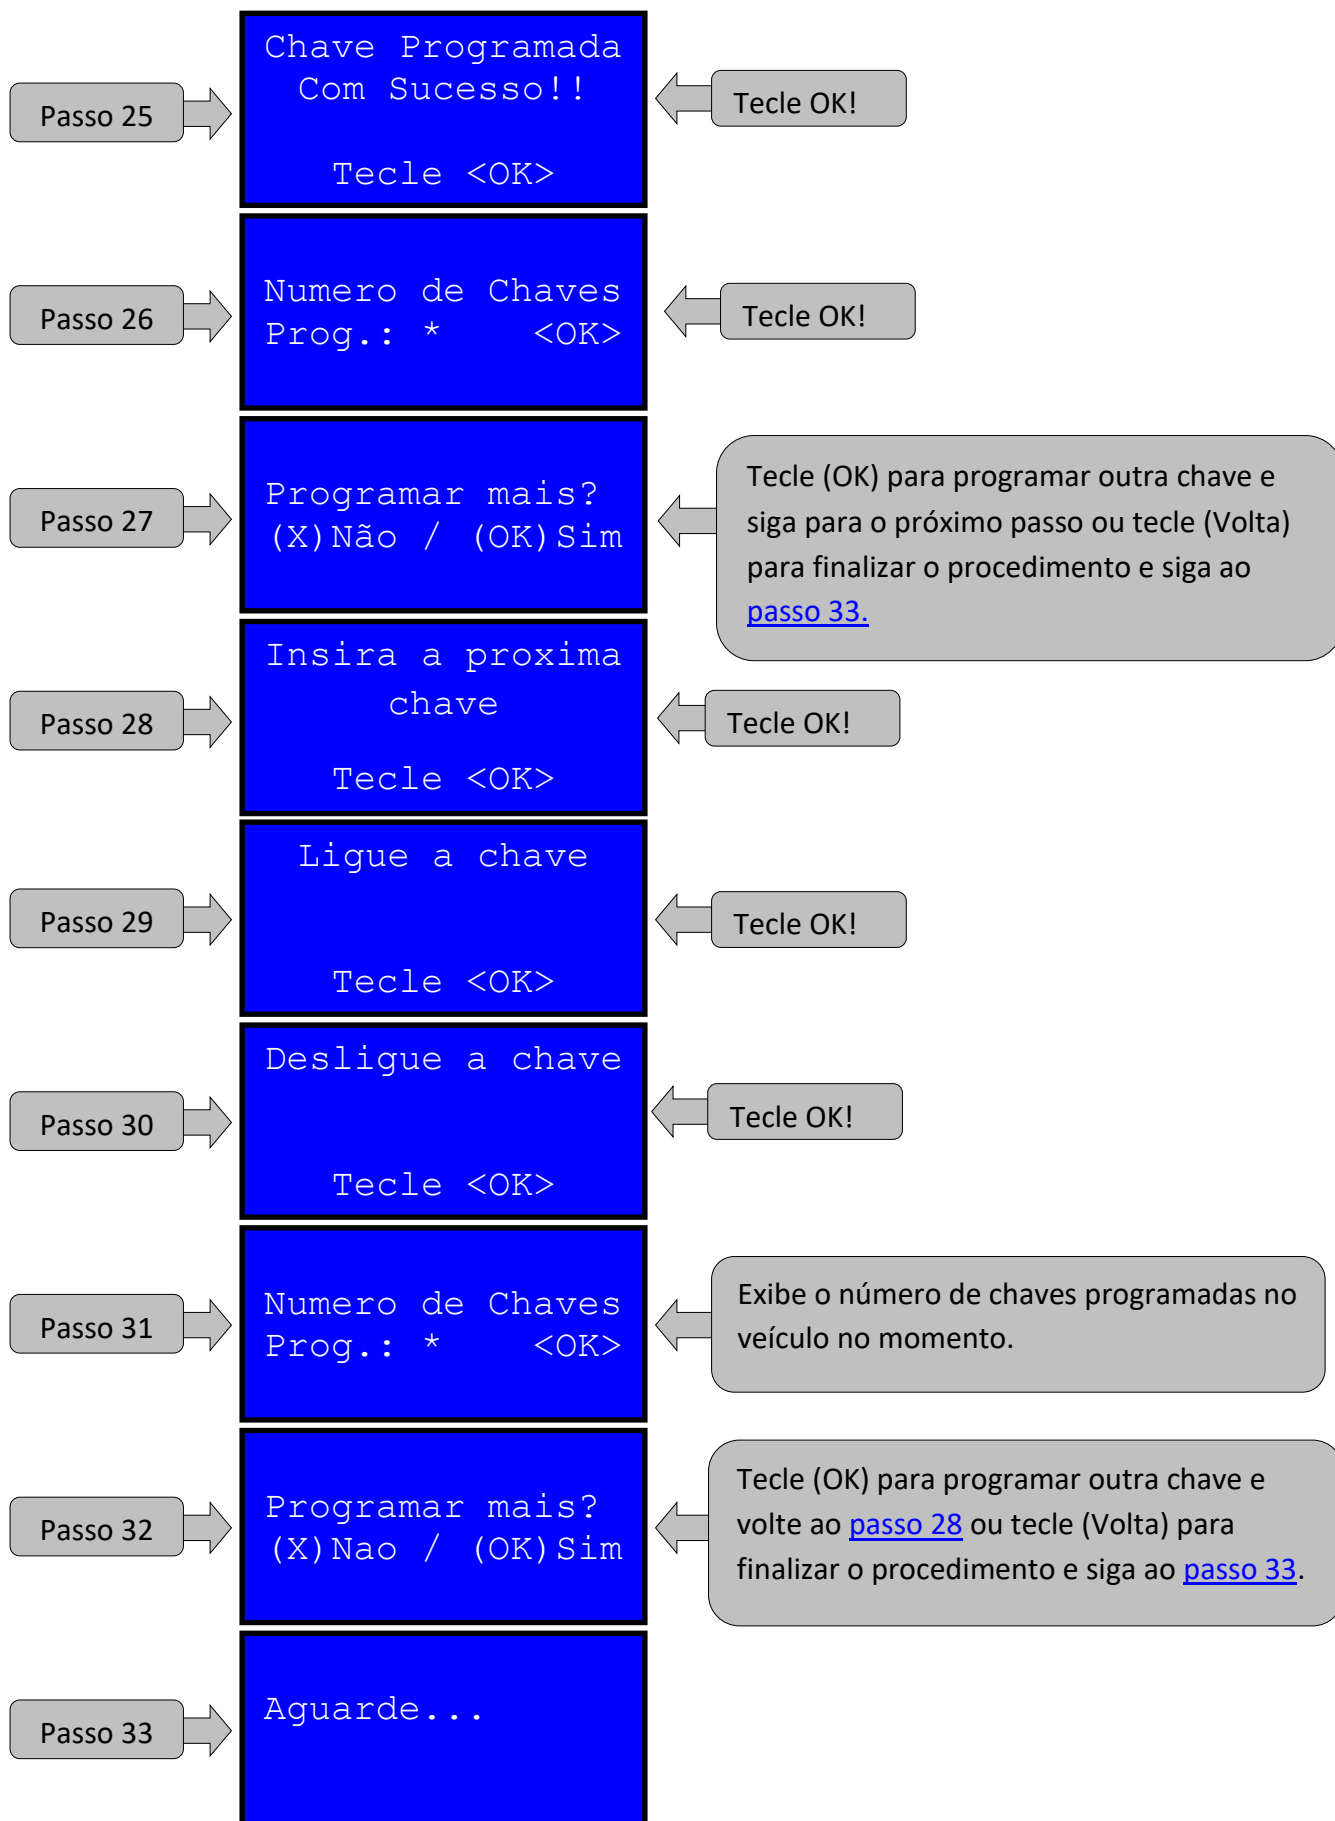 Passo 25
Chave Programada
Com Sucesso!!
Tecle <OK>
Tecle OK!
Passo 26
Numero de Chaves
Prog.: * <OK>
Tecle OK!
Passo 27
Programar mais?
(X)Não / (OK)Sim
Tecle (OK) para programar outra chave e
siga para o próximo passo ou tecle (Volta)
para finalizar o procedimento e siga ao
passo 33.
Passo 28
Insira a proxima
chave
Tecle <OK>
Tecle OK!
Passo 29
Ligue a chave
Tecle <OK>
Tecle OK!
Passo 30
Desligue a chave
Tecle <OK>
Tecle OK!
Passo 31
Numero de Chaves
Prog.: * <OK>
Exibe o número de chaves programadas no
veículo no momento.
Passo 32
Programar mais?
(X)Nao / (OK)Sim
Tecle (OK) para programar outra chave e
volte ao passo 28 ou tecle (Volta) para
finalizar o procedimento e siga ao passo 33.
Passo 33
Aguarde...